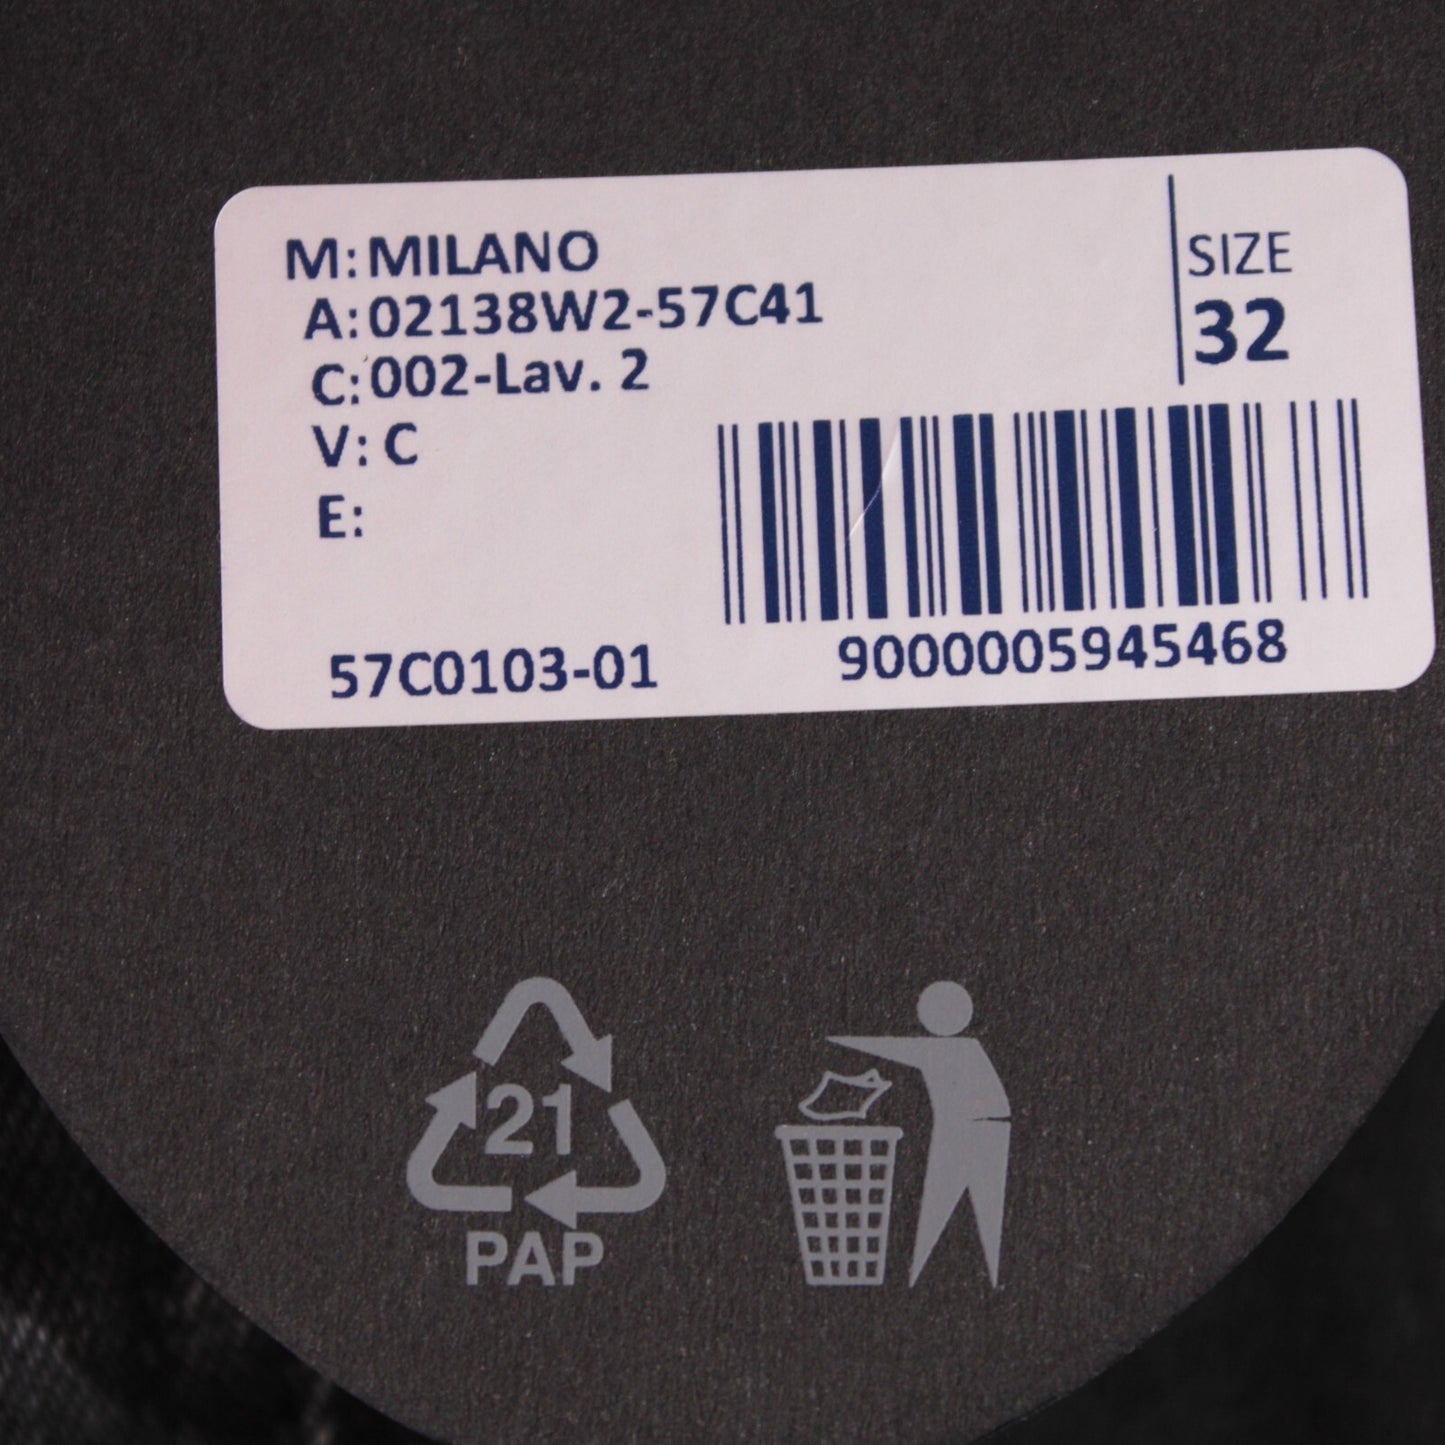 M: MILANO
A: 02138W2-57C41
C: 002-Lav. 2
V: C
E:
SIZE
32
57C0103-01
9000005945468
21
PAP